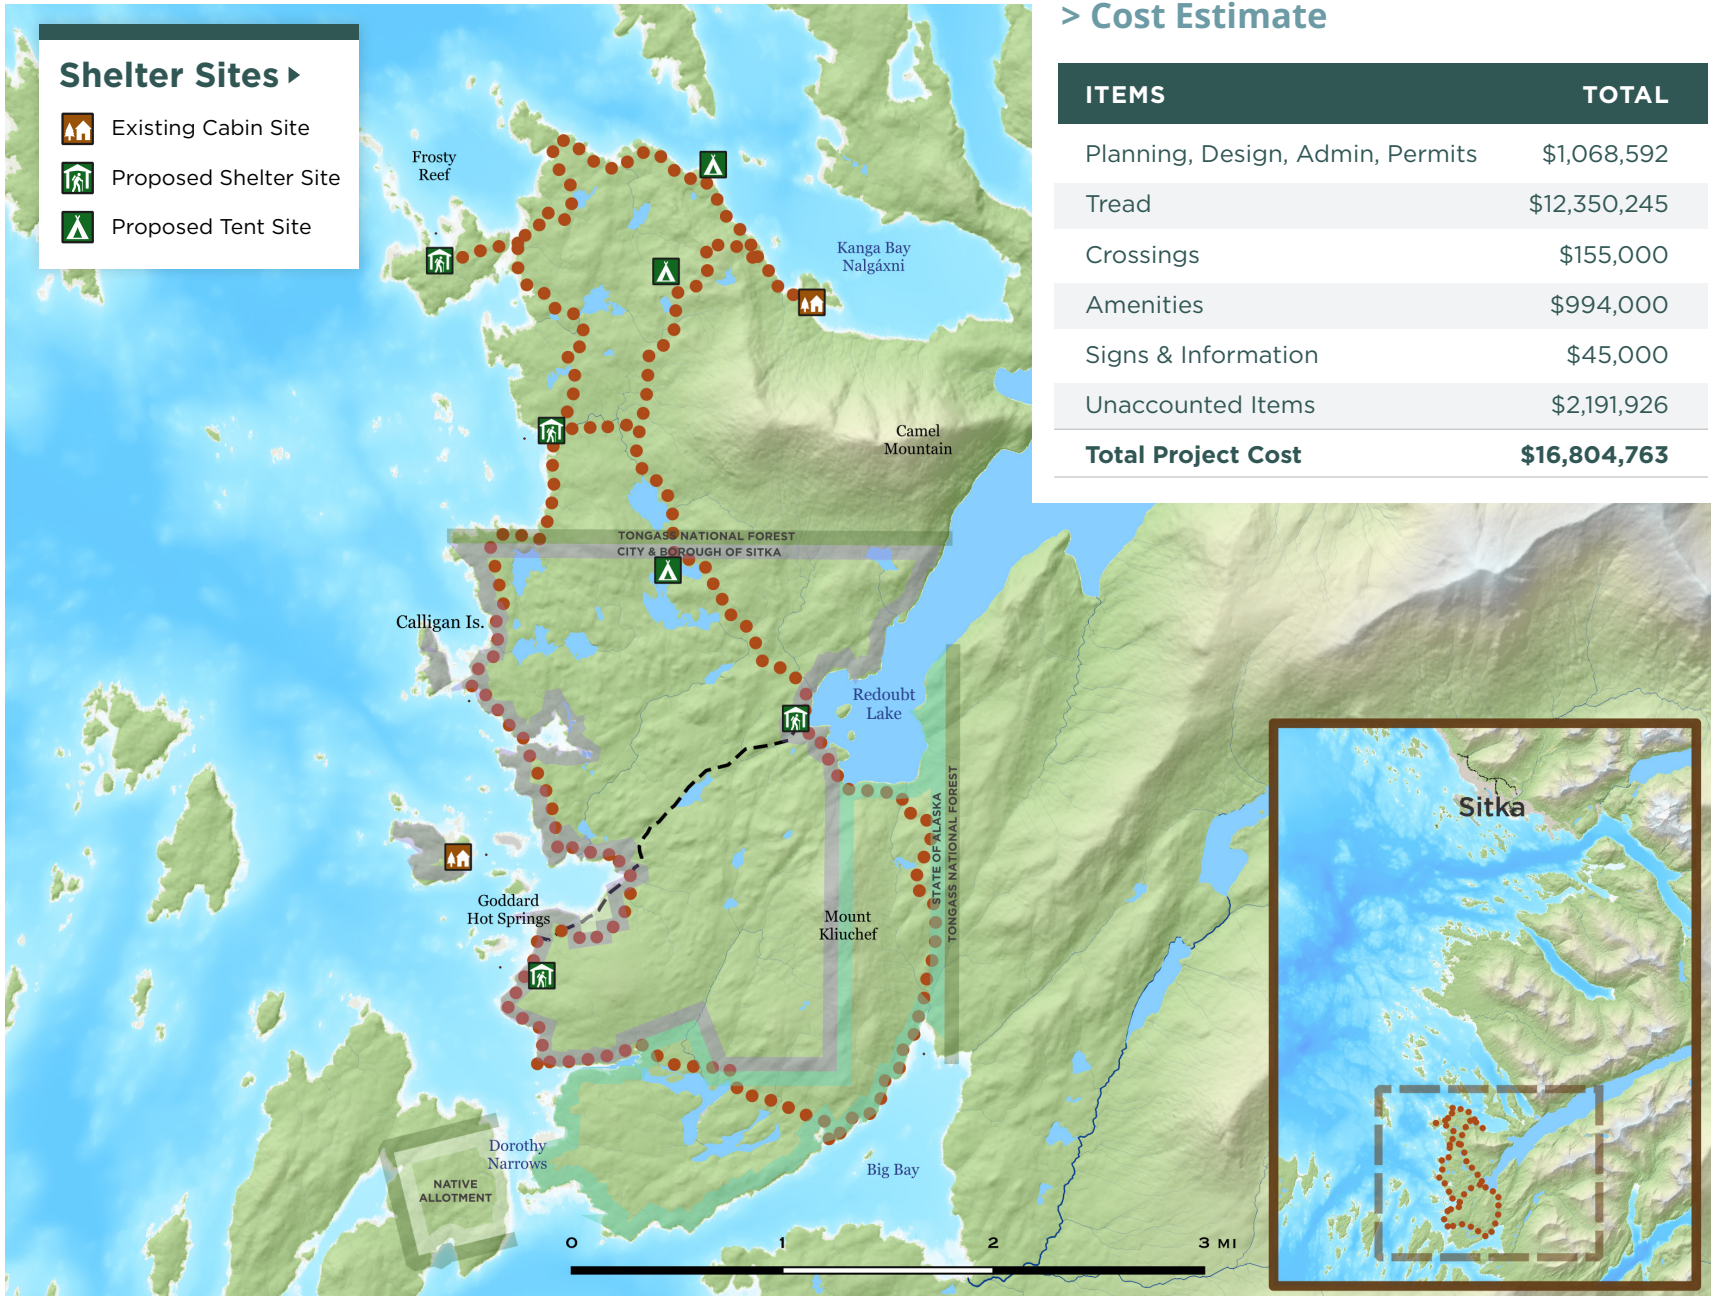 Shelter Sites
Existing Cabin Site
Proposed Shelter Site
Proposed Tent Site
> Cost Estimate
ITEMS TOTAL
Planning, Design, Admin, Permits $1,068,592
Tread $12,350,245
Crossings $155,000
Amenities $994,000
Signs & Information $45,000
Unaccounted Items $2,191,926
Total Project Cost $16,804,763
Frosty
Reef
Kanga Bay
Nalgáxni
Camel
Mountain
TONGASS NATIONAL FOREST
CITY & BOROUGH OF SITKA
Calligan Is.
Redoubt
Lake
STATE OF ALASKA
TONGASS NATIONAL FOREST
Goddard
Hot Springs
Mount
Kliuchef
Dorothy
Narrows
NATIVE
ALLOTMENT
Big Bay
0 1 2 3 MI
Sitka